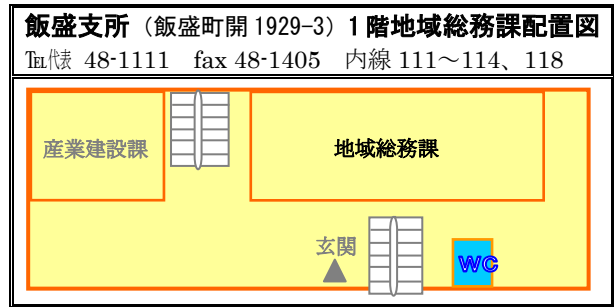 飯盛支所（飯盛町開 1929-3）１階地域総務課配置図
℡代表 48-1111　fax 48-1405　内線 111～114、118
産業建設課
地域総務課
玄関
WC